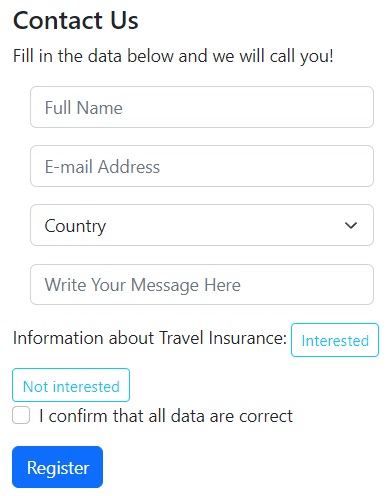 Contact Us
Fill in the data below and we will call you!
Full Name
E-mail Address
Country
Write Your Message Here
Information about Travel Insurance: Interested
Not interested
I confirm that all data are correct
Register